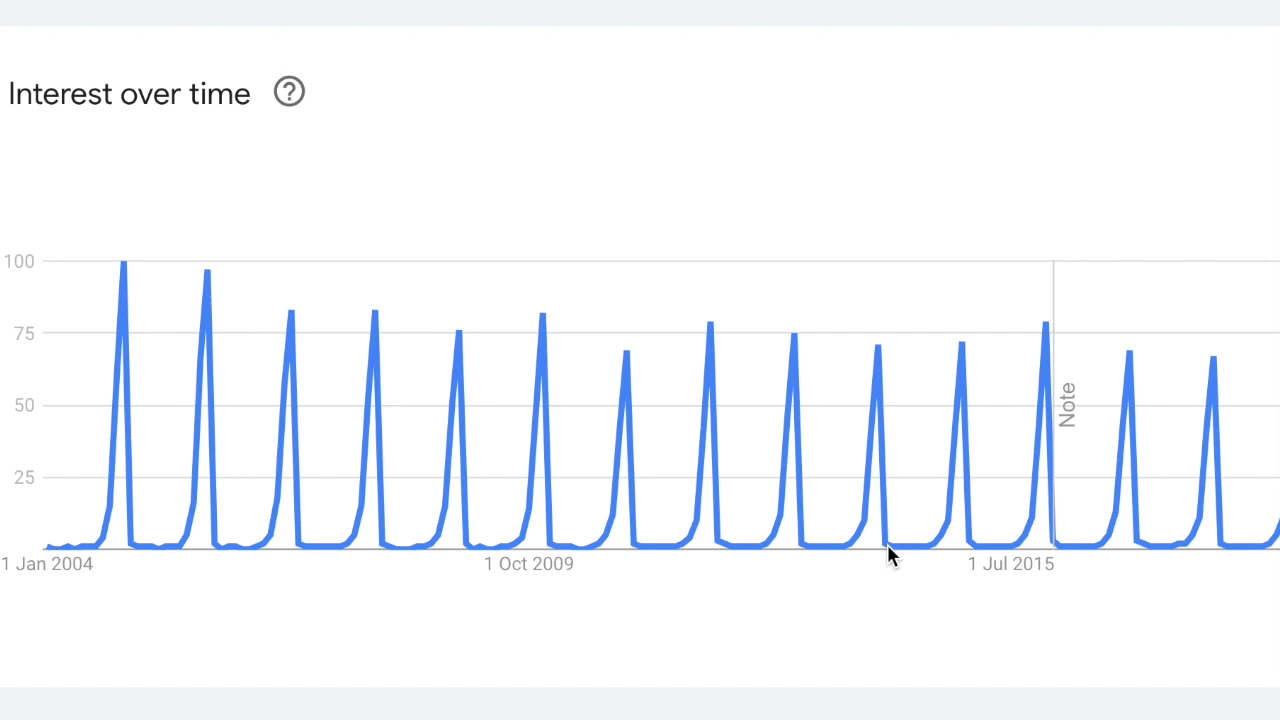 Interest over time
100
75
50
25
Note
1 Jan 2004
1 Oct 2009
1 Jul 2015